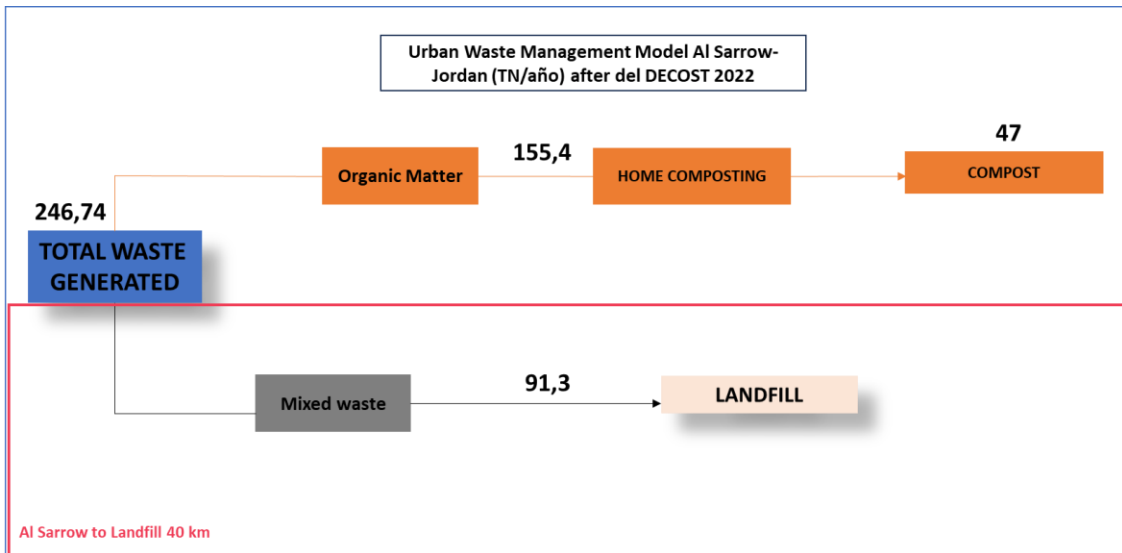 Urban Waste Management Model Al Sarrow-
Jordan (TN/año) after del DECOST 2022
47
155,4
Organic Matter
HOME COMPOSTING
COMPOST
246,74
TOTAL WASTE
GENERATED
91,3
Mixed waste
LANDFILL
Al Sarrow to Landfill 40 km